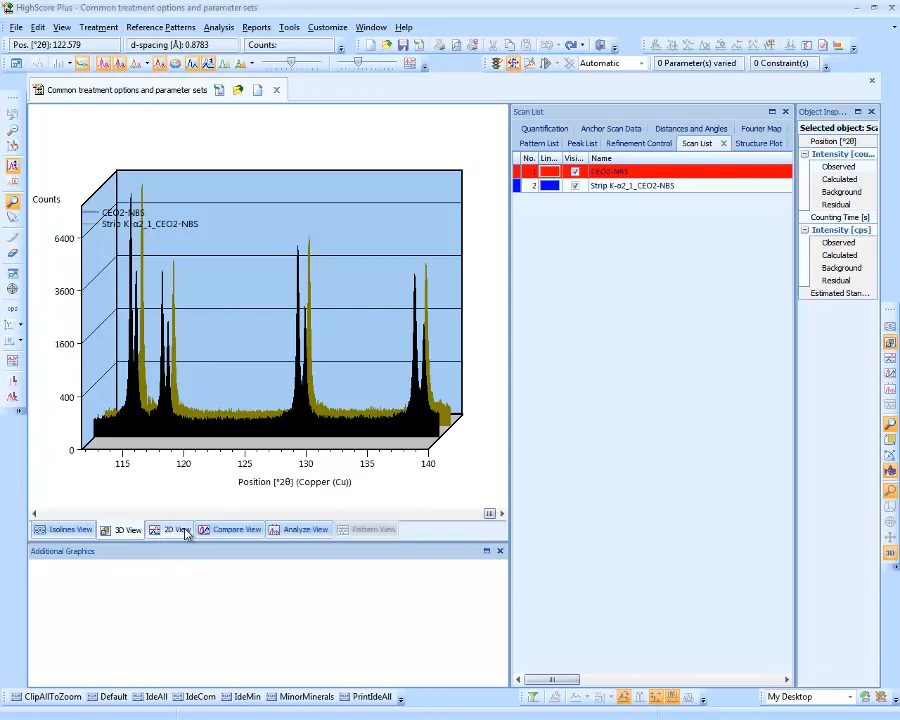 HighScore Plus - Common treatment options and parameter sets
File Edit View Treatment Reference Patterns Analysis Reports Tools Customize Window Help
Pos. [°2θ]: 122.579 d-spacing [Å]: 0.8783 Counts:
Automatic 0 Parameter(s) varied 0 Constraint(s)
Common treatment options and parameter sets
Scan List
Object Insp...
Quantification Anchor Scan Data Distances and Angles Fourier Map
Pattern List Peak List Refinement Control Scan List Structure Plot
No. Lin... Visi... Name
1 CEO2-NBS
2 Strip K-α2_1_CEO2-NBS
Selected object: Sca
Position [°2θ]
Intensity [cou...
Observed
Calculated
Background
Residual
Counting Time [s]
Intensity [cps]
Observed
Calculated
Background
Residual
Estimated Stan...
Counts
CEO2-NBS
Strip K-α2_1_CEO2-NBS
6400
3600
1600
400
0
115 120 125 130 135 140
Position [°2θ] (Copper (Cu))
cps
Isolines View 3D View 2D View Compare View Analyze View Pattern View
Additional Graphics
3D
ClipAllToZoom Default IdeAll IdeCom IdeMin MinorMinerals PrintIdeAll
My Desktop